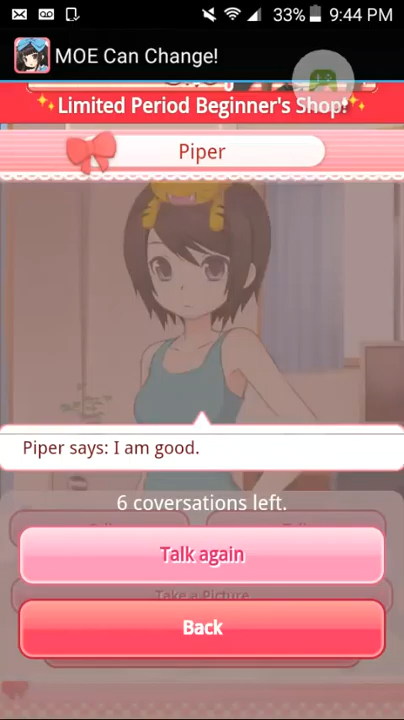 33% 9:44 PM
MOE Can Change!
Limited Period Beginner's Shop!
Piper
Piper says: I am good.
6 coversations left.
Talk again
Take a Picture
Back